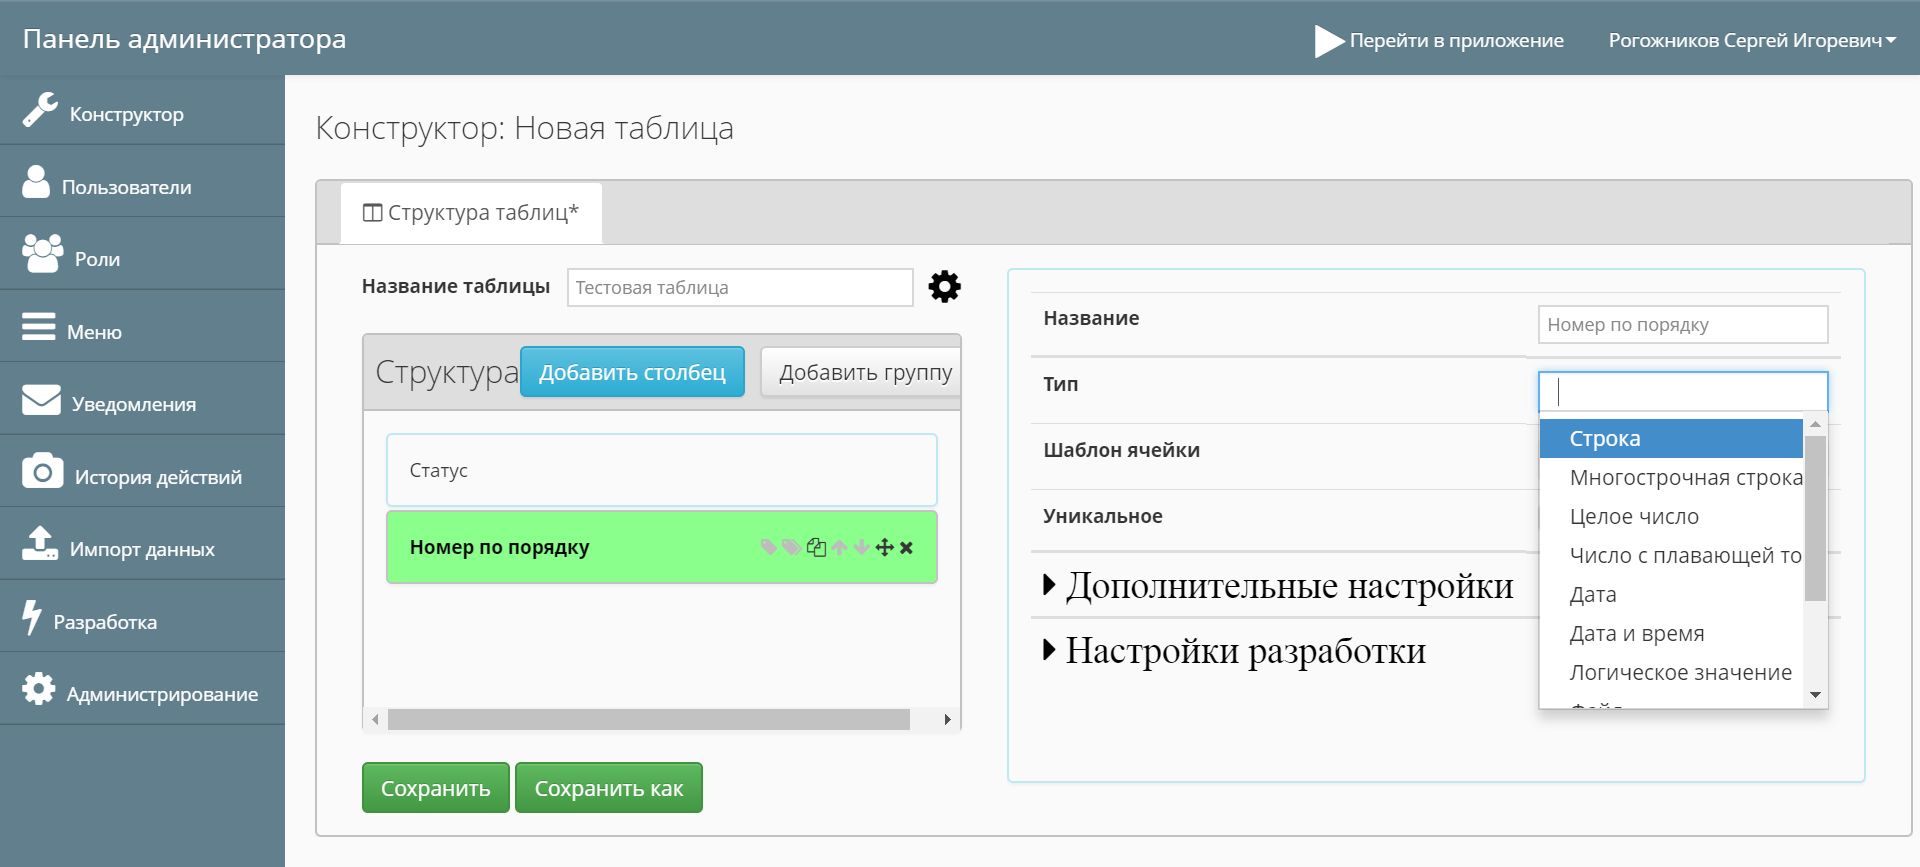 Панель администратора
Перейти в приложение
Рогожников Сергей Игоревич
Конструктор
Пользователи
Роли
Меню
Уведомления
История действий
Импорт данных
Разработка
Администрирование
Конструктор: Новая таблица
Структура таблиц*
Название таблицы
Тестовая таблица
Структура
Добавить столбец
Добавить группу
Статус
Номер по порядку
Сохранить
Сохранить как
Название
Номер по порядку
Тип
Шаблон ячейки
Уникальное
Дополнительные настройки
Настройки разработки
Строка
Многострочная строка
Целое число
Число с плавающей то
Дата
Дата и время
Логическое значение